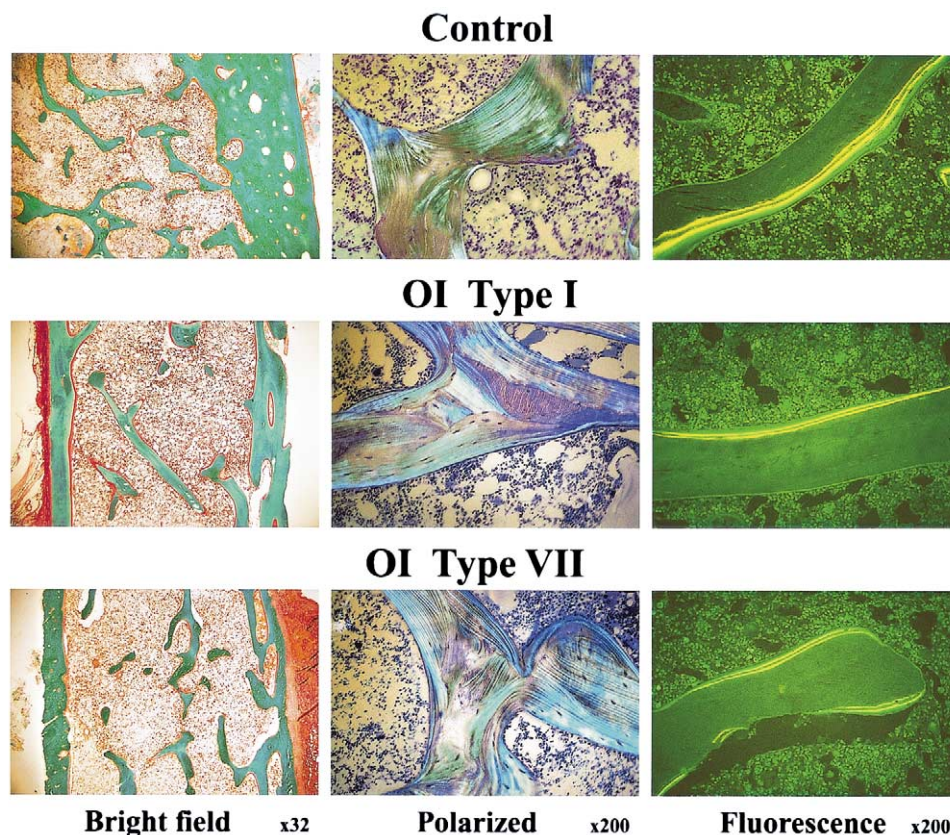 Control
OI Type I
OI Type VII
Bright field x32 Polarized x200 Fluorescence x200